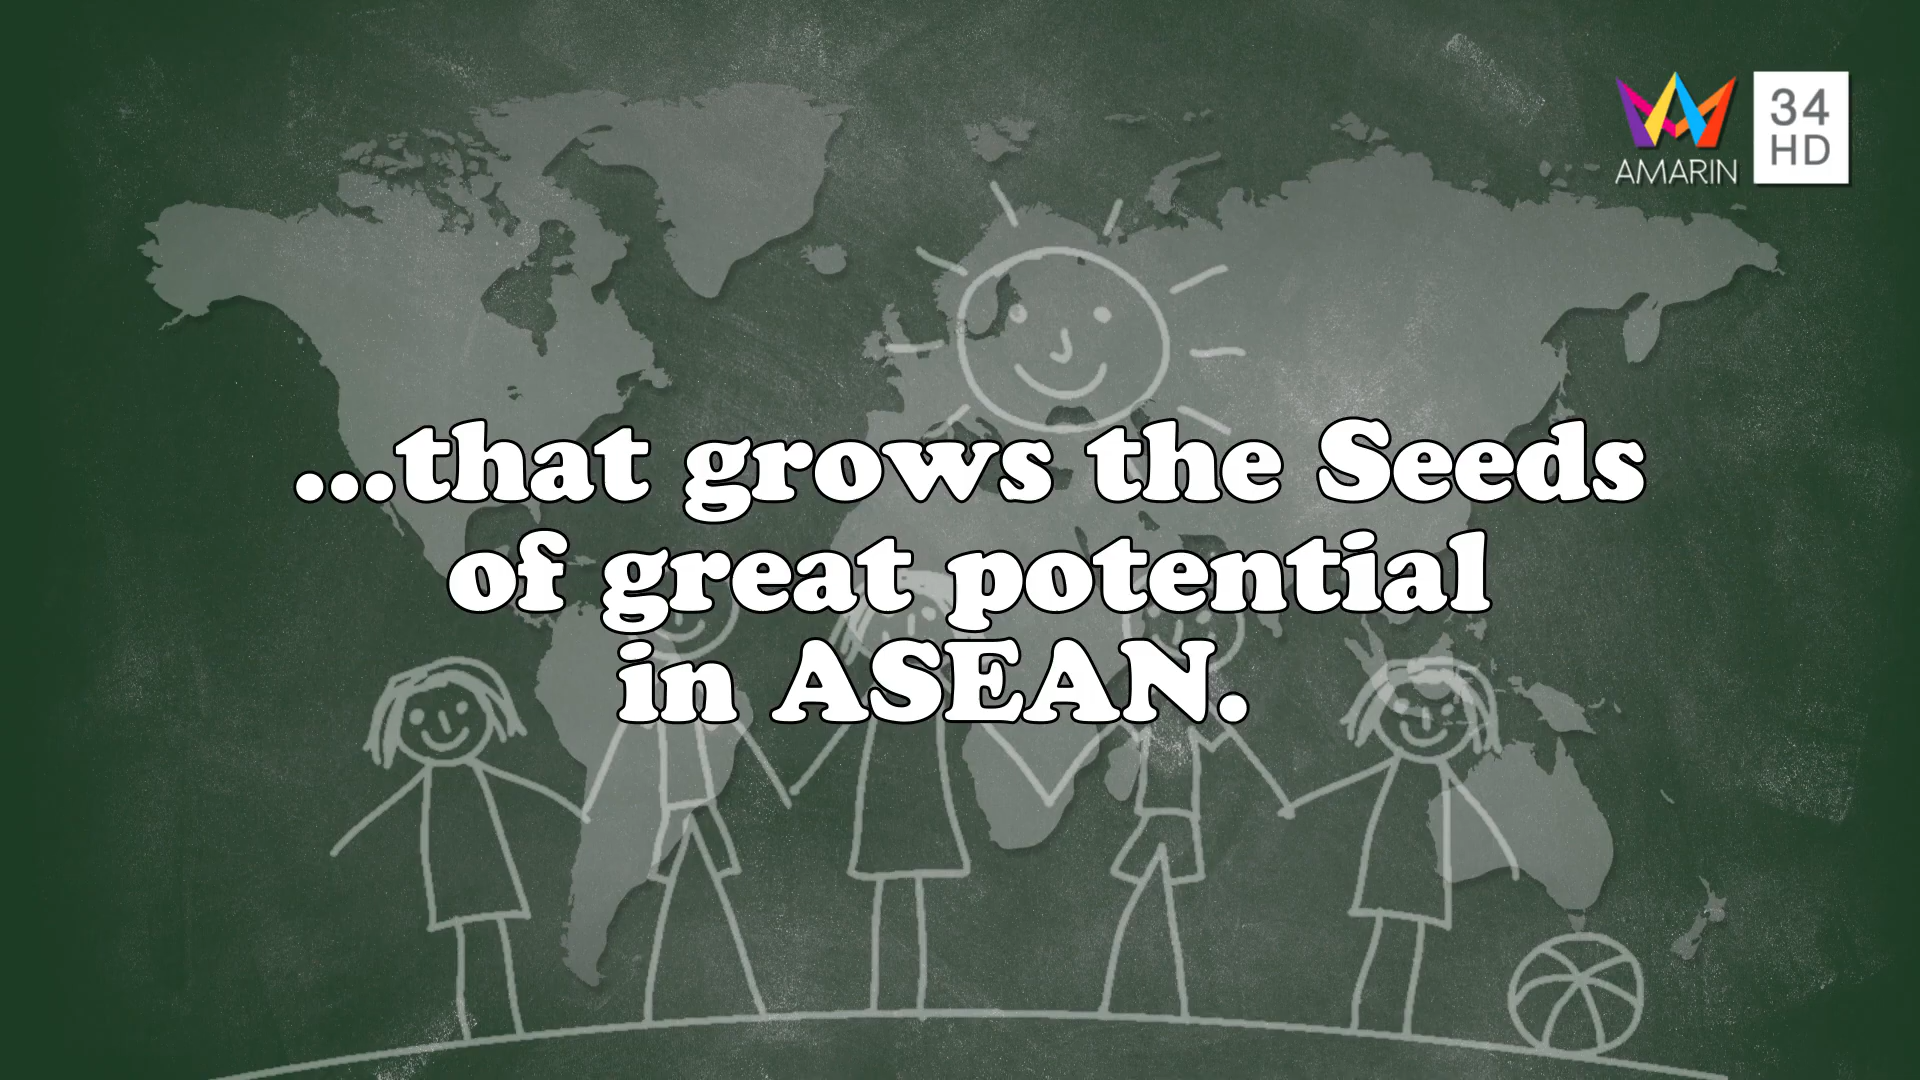 AMARIN
34
HD
...that grows the Seeds
of great potential
in ASEAN.